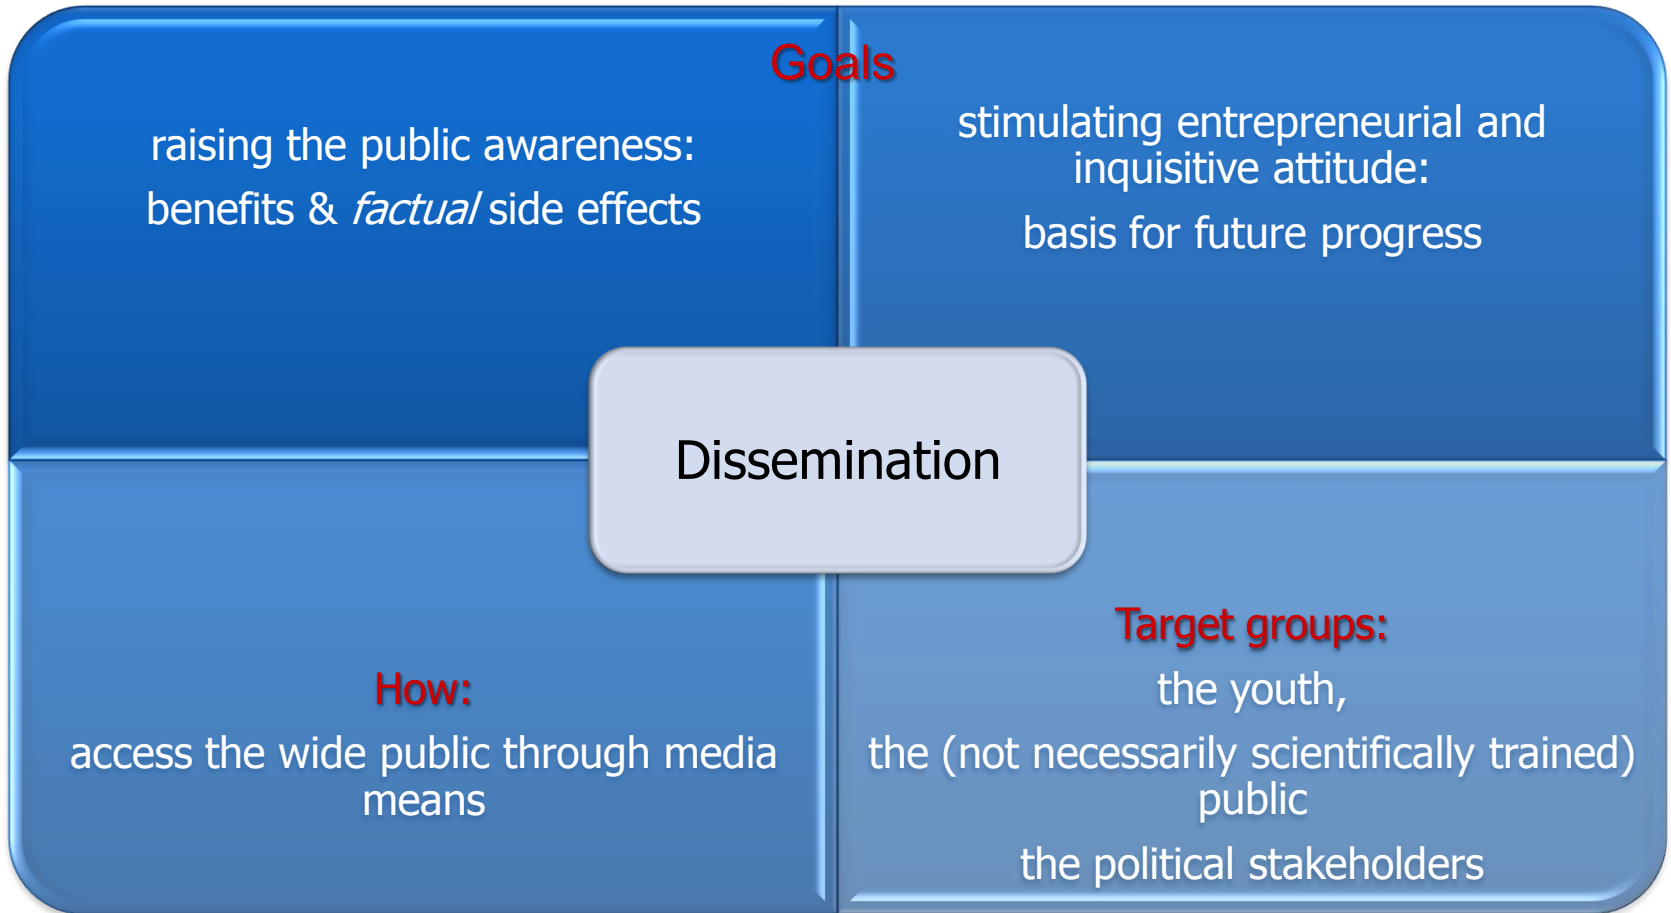 Goals
raising the public awareness:
benefits & factual side effects
stimulating entrepreneurial and
inquisitive attitude:
basis for future progress
Dissemination
How:
access the wide public through media
means
Target groups:
the youth,
the (not necessarily scientifically trained)
public
the political stakeholders